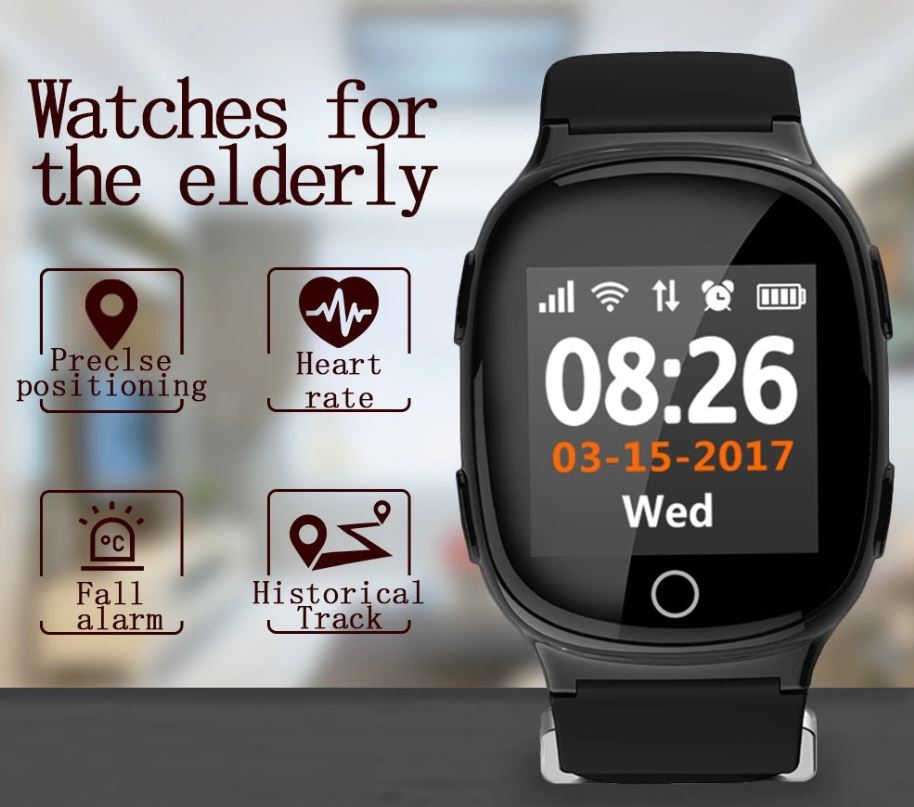 Watches for
the elderly
Preclse
positioning
Heart
rate
°C
Fall
alarm
Historical
Track
08:26
03-15-2017
Wed